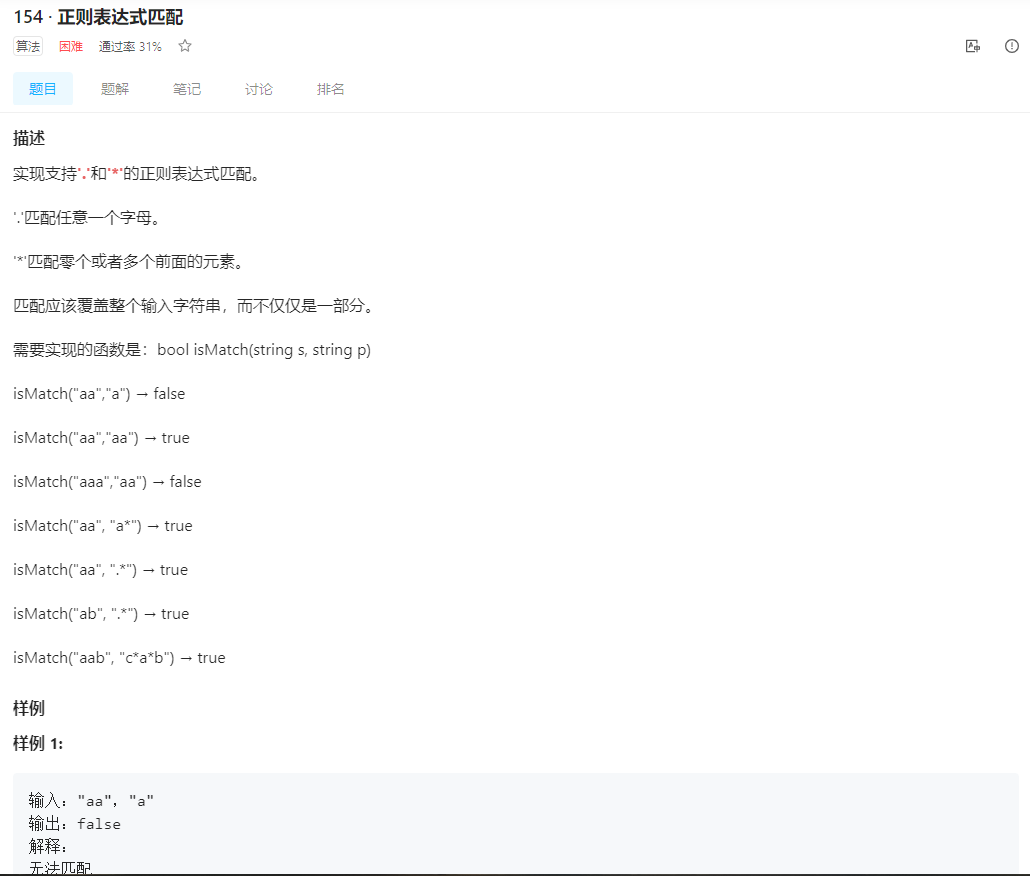 154 · 正则表达式匹配
算法 困难 通过率 31%
题目 题解 笔记 讨论 排名
描述
实现支持'.'和'*'的正则表达式匹配。
'.'匹配任意一个字母。
'*'匹配零个或者多个前面的元素。
匹配应该覆盖整个输入字符串，而不仅仅是一部分。
需要实现的函数是：bool isMatch(string s, string p)
isMatch("aa","a") → false
isMatch("aa","aa") → true
isMatch("aaa","aa") → false
isMatch("aa", "a*") → true
isMatch("aa", ".*") → true
isMatch("ab", ".*") → true
isMatch("aab", "c*a*b") → true
样例
样例 1:
输入："aa"，"a"
输出：false
解释：
无法匹配